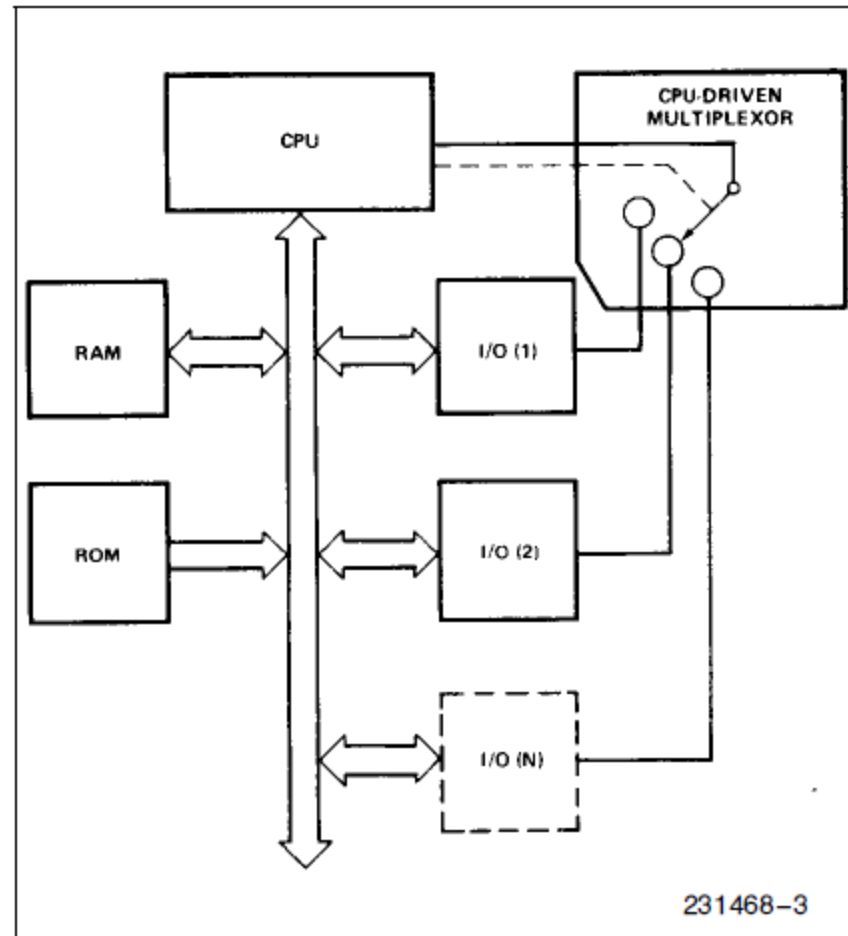 CPU
CPU-DRIVEN
MULTIPLEXOR
RAM
I/O (1)
ROM
I/O (2)
I/O (N)
231468–3